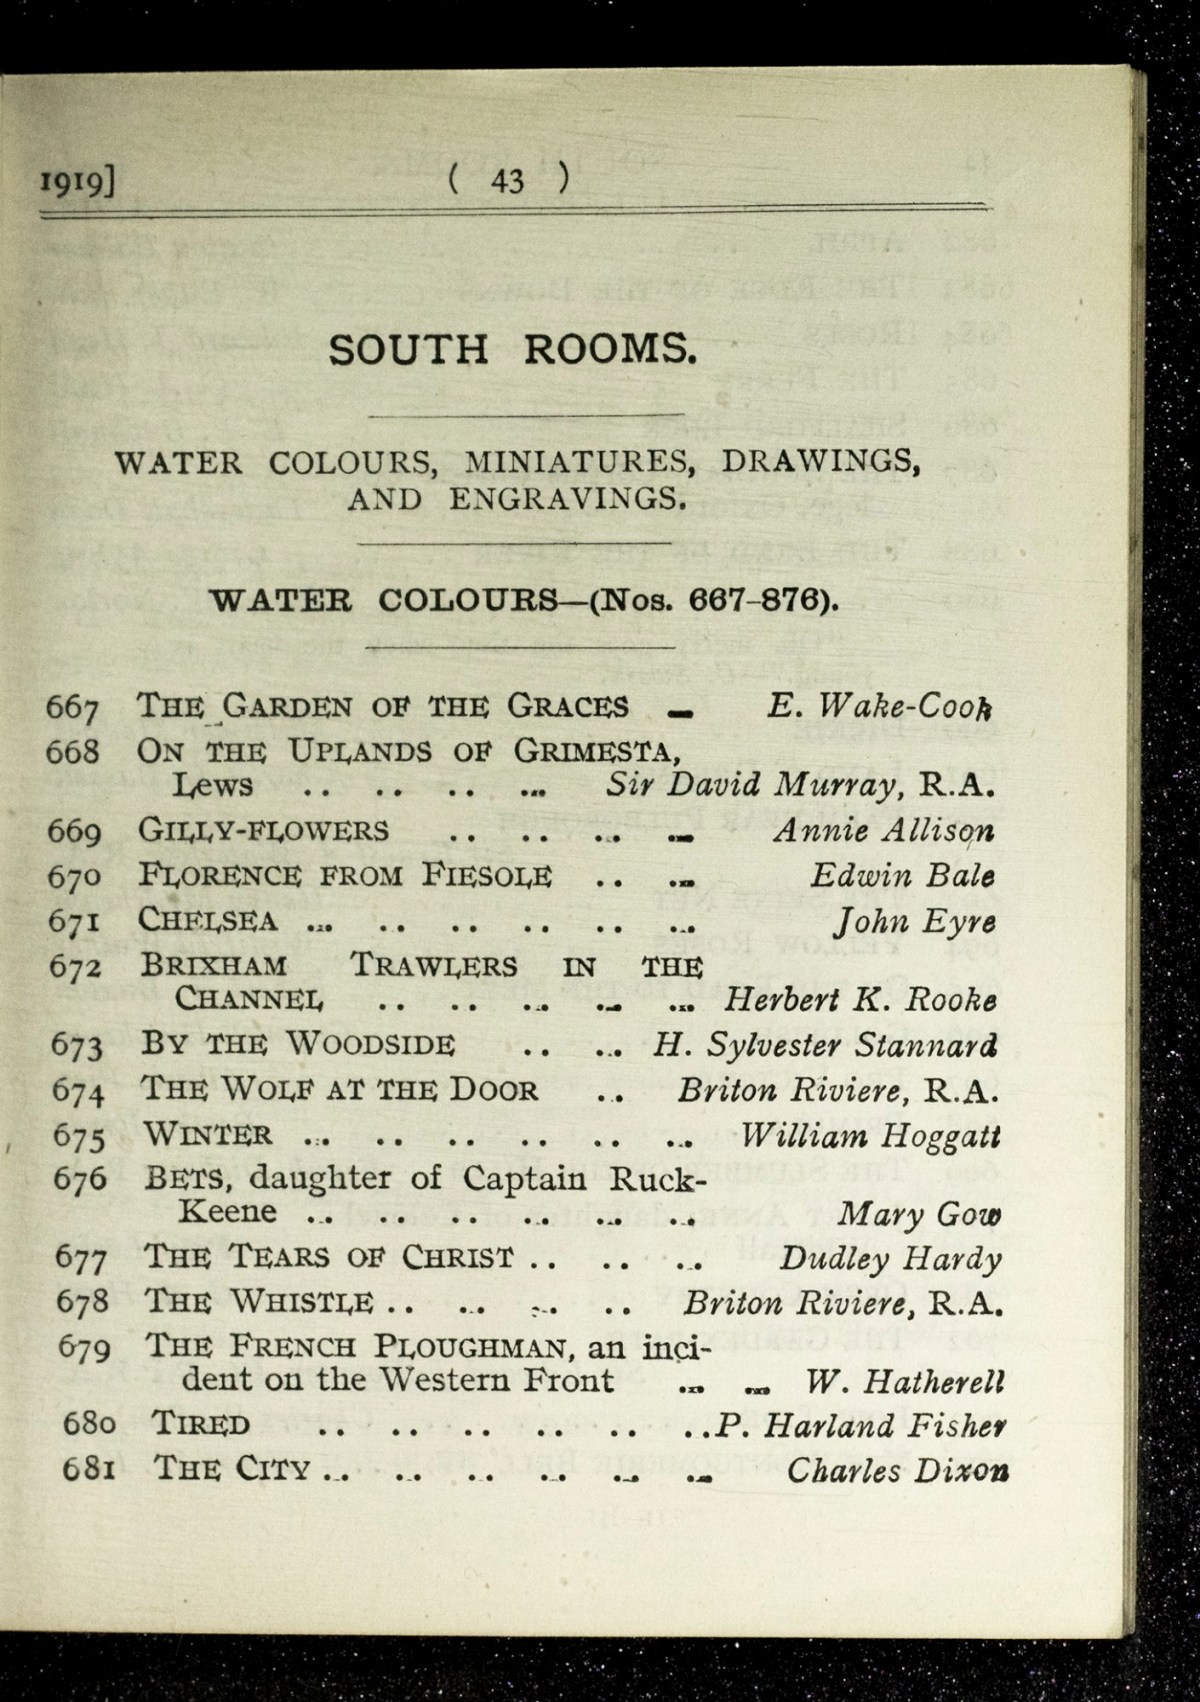 1919] ( 43 )
SOUTH ROOMS.
WATER COLOURS, MINIATURES, DRAWINGS,
AND ENGRAVINGS.
WATER COLOURS—(Nos. 667–876).
667 THE GARDEN OF THE GRACES .. E. Wake-Cook
668 ON THE UPLANDS OF GRIMESTA,
Lews .. .. .. .. Sir David Murray, R.A.
669 GILLY-FLOWERS .. .. .. .. Annie Allison
670 FLORENCE FROM FIESOLE .. .. Edwin Bale
671 CHELSEA .. .. .. .. .. .. John Eyre
672 BRIXHAM TRAWLERS IN THE
CHANNEL .. .. .. .. .. Herbert K. Rooke
673 BY THE WOODSIDE .. .. H. Sylvester Stannard
674 THE WOLF AT THE DOOR .. Briton Riviere, R.A.
675 WINTER .. .. .. .. .. .. William Hoggatt
676 BETS, daughter of Captain Ruck-
Keene .. .. .. .. .. .. Mary Gow
677 THE TEARS OF CHRIST .. .. .. Dudley Hardy
678 THE WHISTLE .. .. .. .. Briton Riviere, R.A.
679 THE FRENCH PLOUGHMAN, an inci-
dent on the Western Front .. .. W. Hatherell
680 TIRED .. .. .. .. .. .. P. Harland Fisher
681 THE CITY .. .. .. .. .. .. Charles Dixon